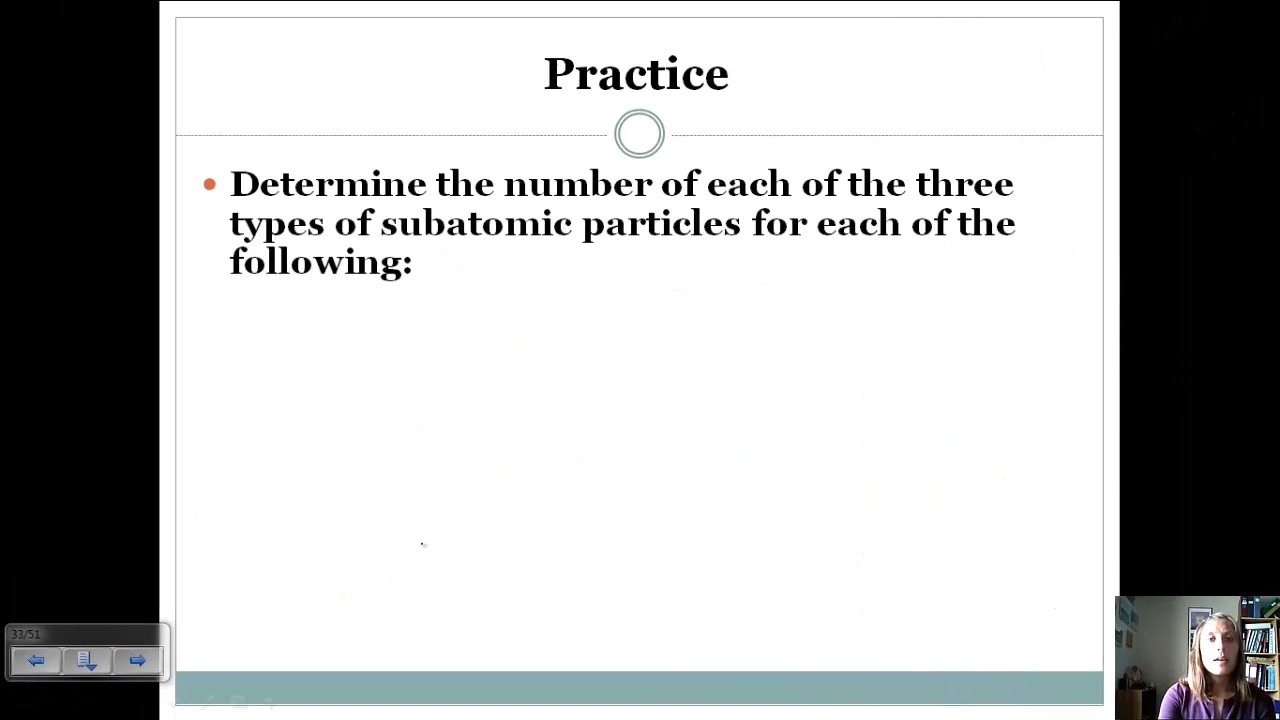 Practice
Determine the number of each of the three
types of subatomic particles for each of the
following:
33/51